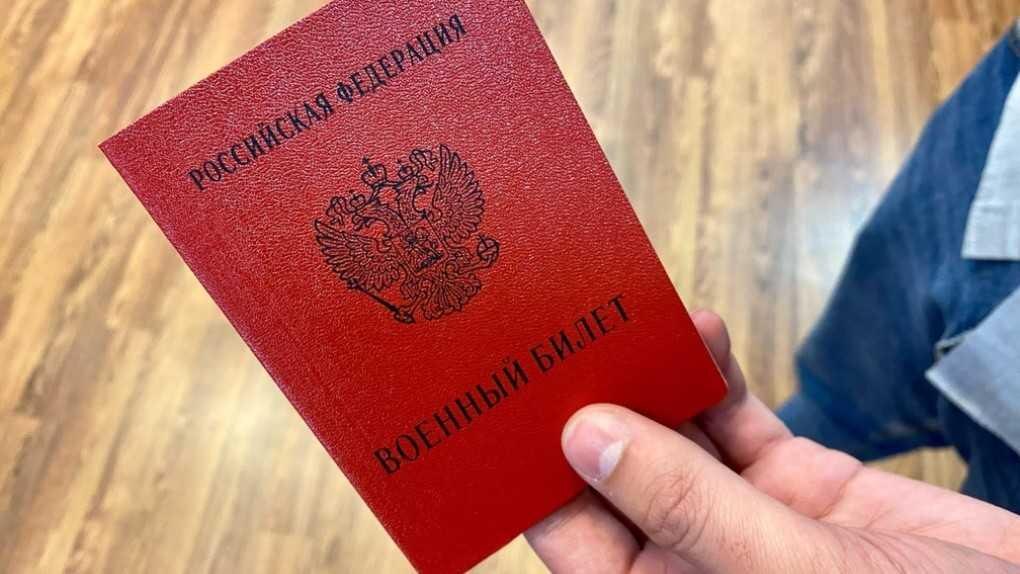 РОССИЙСКАЯ ФЕДЕРАЦИЯ
ВОЕННЫЙ БИЛЕТ